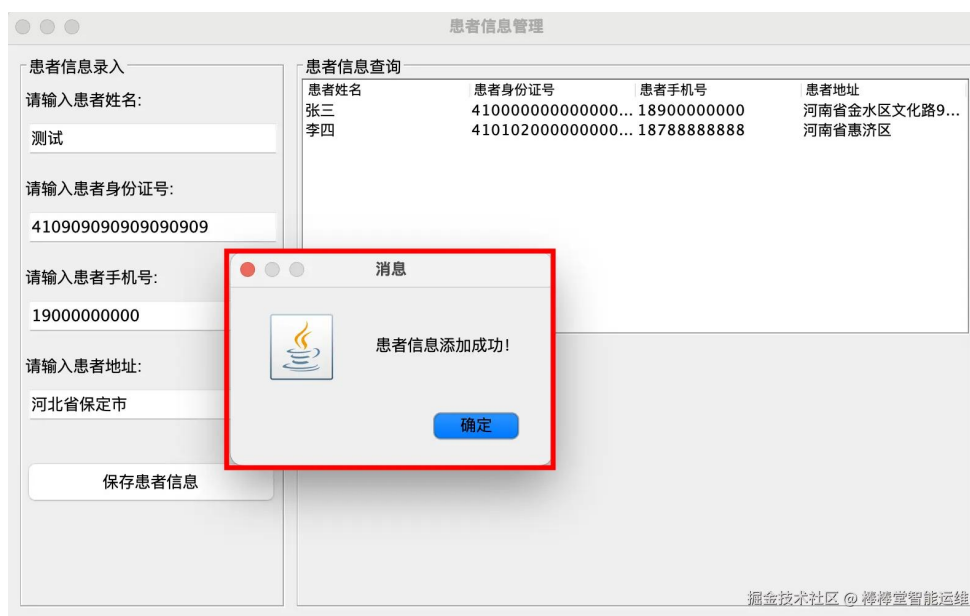 患者信息管理
患者信息录入
请输入患者姓名:
测试
请输入患者身份证号:
410909090909090909
请输入患者手机号:
19000000000
请输入患者地址:
河北省保定市
保存患者信息
患者信息查询
患者姓名 患者身份证号 患者手机号 患者地址
张三 410000000000000... 18900000000 河南省金水区文化路9...
李四 410102000000000... 18788888888 河南省惠济区
消息
患者信息添加成功!
确定
掘金技术社区 @ 棒棒堂智能运维